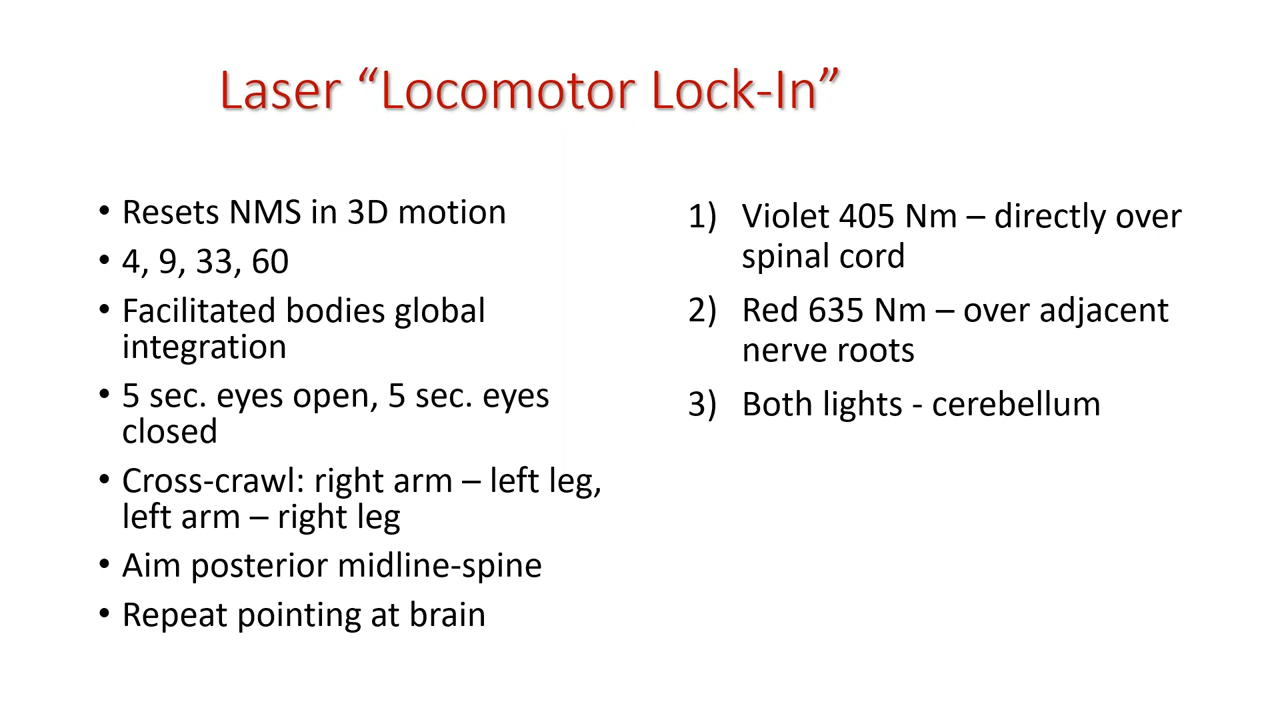 Laser “Locomotor Lock-In”
• Resets NMS in 3D motion
• 4, 9, 33, 60
• Facilitated bodies global
integration
• 5 sec. eyes open, 5 sec. eyes
closed
• Cross-crawl: right arm – left leg,
left arm – right leg
• Aim posterior midline-spine
• Repeat pointing at brain
1) Violet 405 Nm – directly over
spinal cord
2) Red 635 Nm – over adjacent
nerve roots
3) Both lights - cerebellum